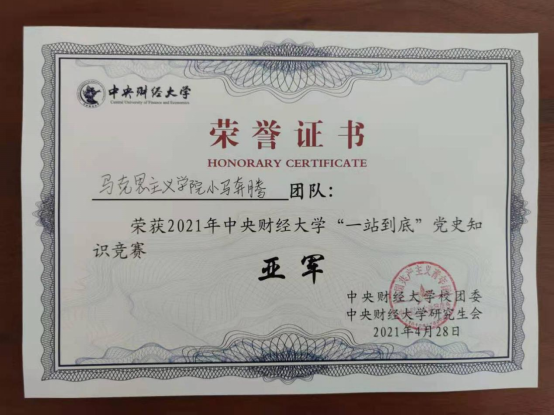 中央财经大学
Central University of Finance and Economics
荣誉证书
HONORARY CERTIFICATE
马克思主义学院小马奔腾团队：
荣获2021年中央财经大学“一站到底”党史知
识竞赛
亚军
中央财经大学校团委
中央财经大学研究生会
2021年4月28日